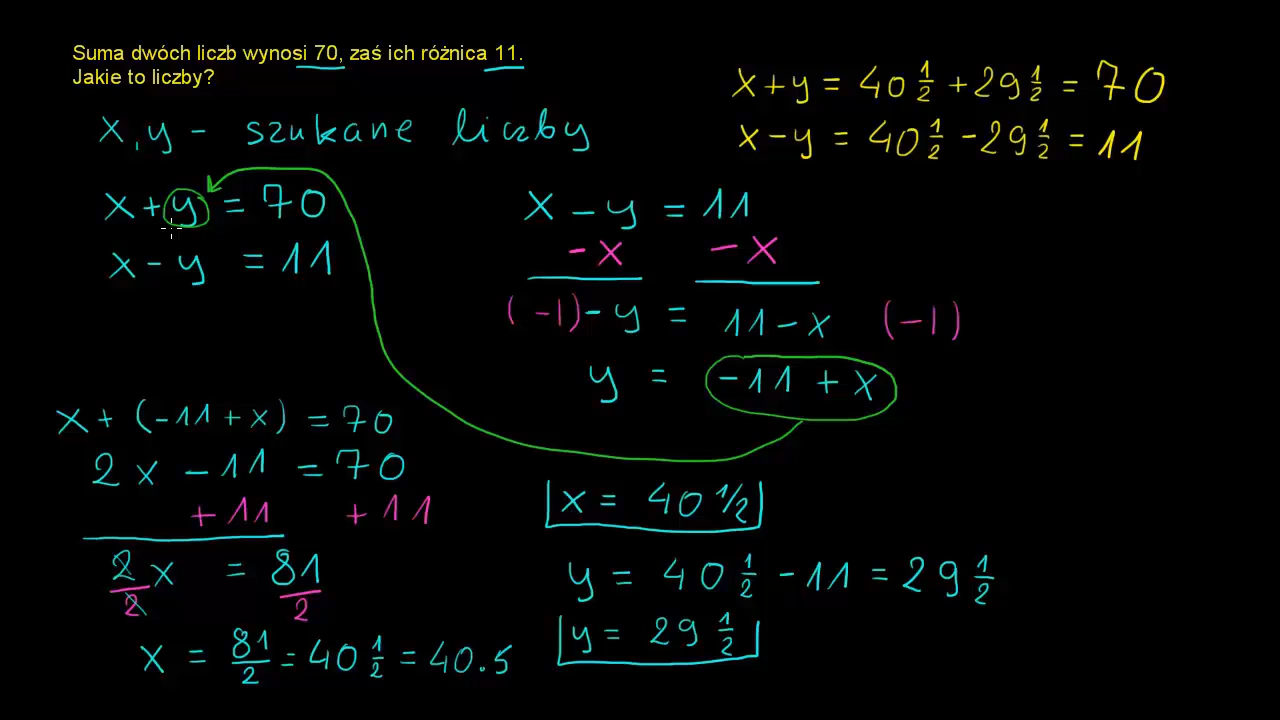 Suma dwóch liczb wynosi 70, zaś ich różnica 11.
Jakie to liczby?
x, y - szukane liczby
x + y = 70
x - y = 11
x + y = 40 1/2 + 29 1/2 = 70
x - y = 40 1/2 - 29 1/2 = 11
x - y = 11
- x - x
(-1) - y = 11 - x (-1)
y = -11 + x
x + (-11 + x) = 70
2x - 11 = 70
+ 11 + 11
2x/2 = 81/2
x = 81/2 = 40 1/2 = 40.5
x = 40 1/2
y = 40 1/2 - 11 = 29 1/2
y = 29 1/2